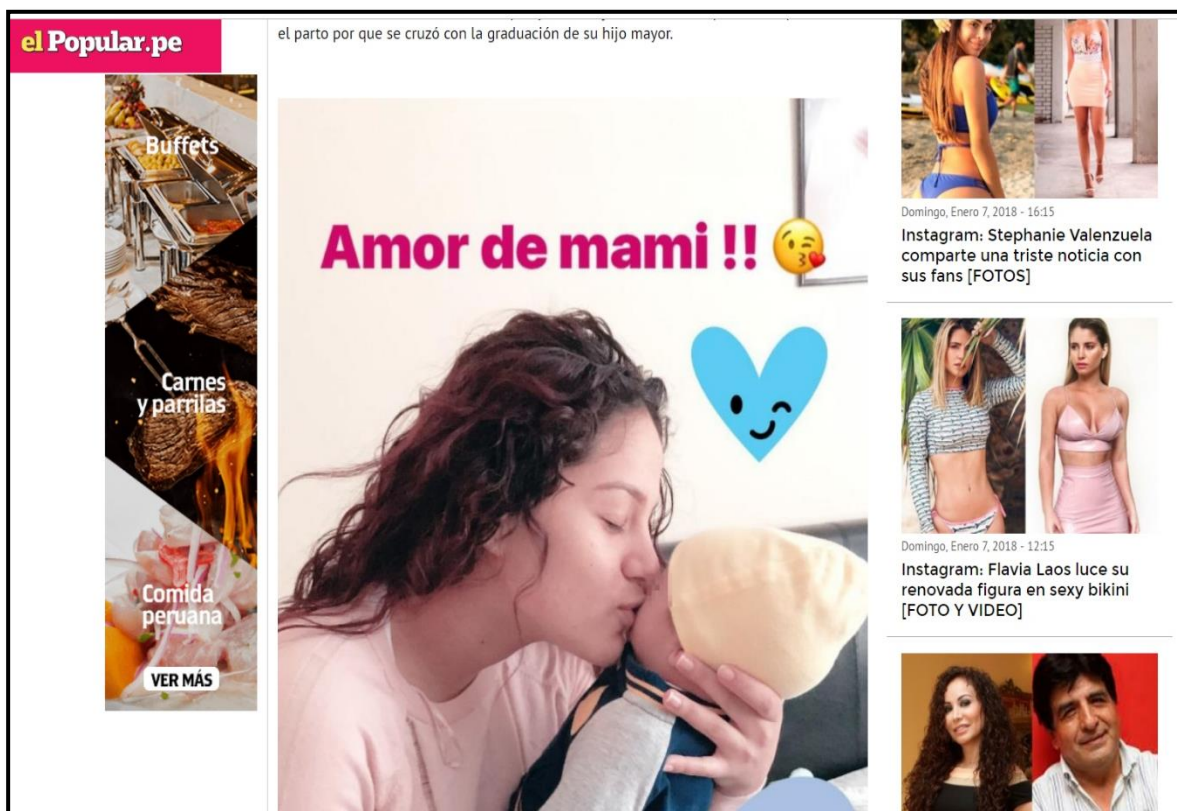 el Popular.pe
el parto por que se cruzó con la graduación de su hijo mayor.
Buffets
Carnes
y parrilas
Comida
peruana
VER MÁS
Amor de mami !!
Domingo, Enero 7, 2018 - 16:15
Instagram: Stephanie Valenzuela
comparte una triste noticia con
sus fans [FOTOS]
Domingo, Enero 7, 2018 - 12:15
Instagram: Flavia Laos luce su
renovada figura en sexy bikini
[FOTO Y VIDEO]